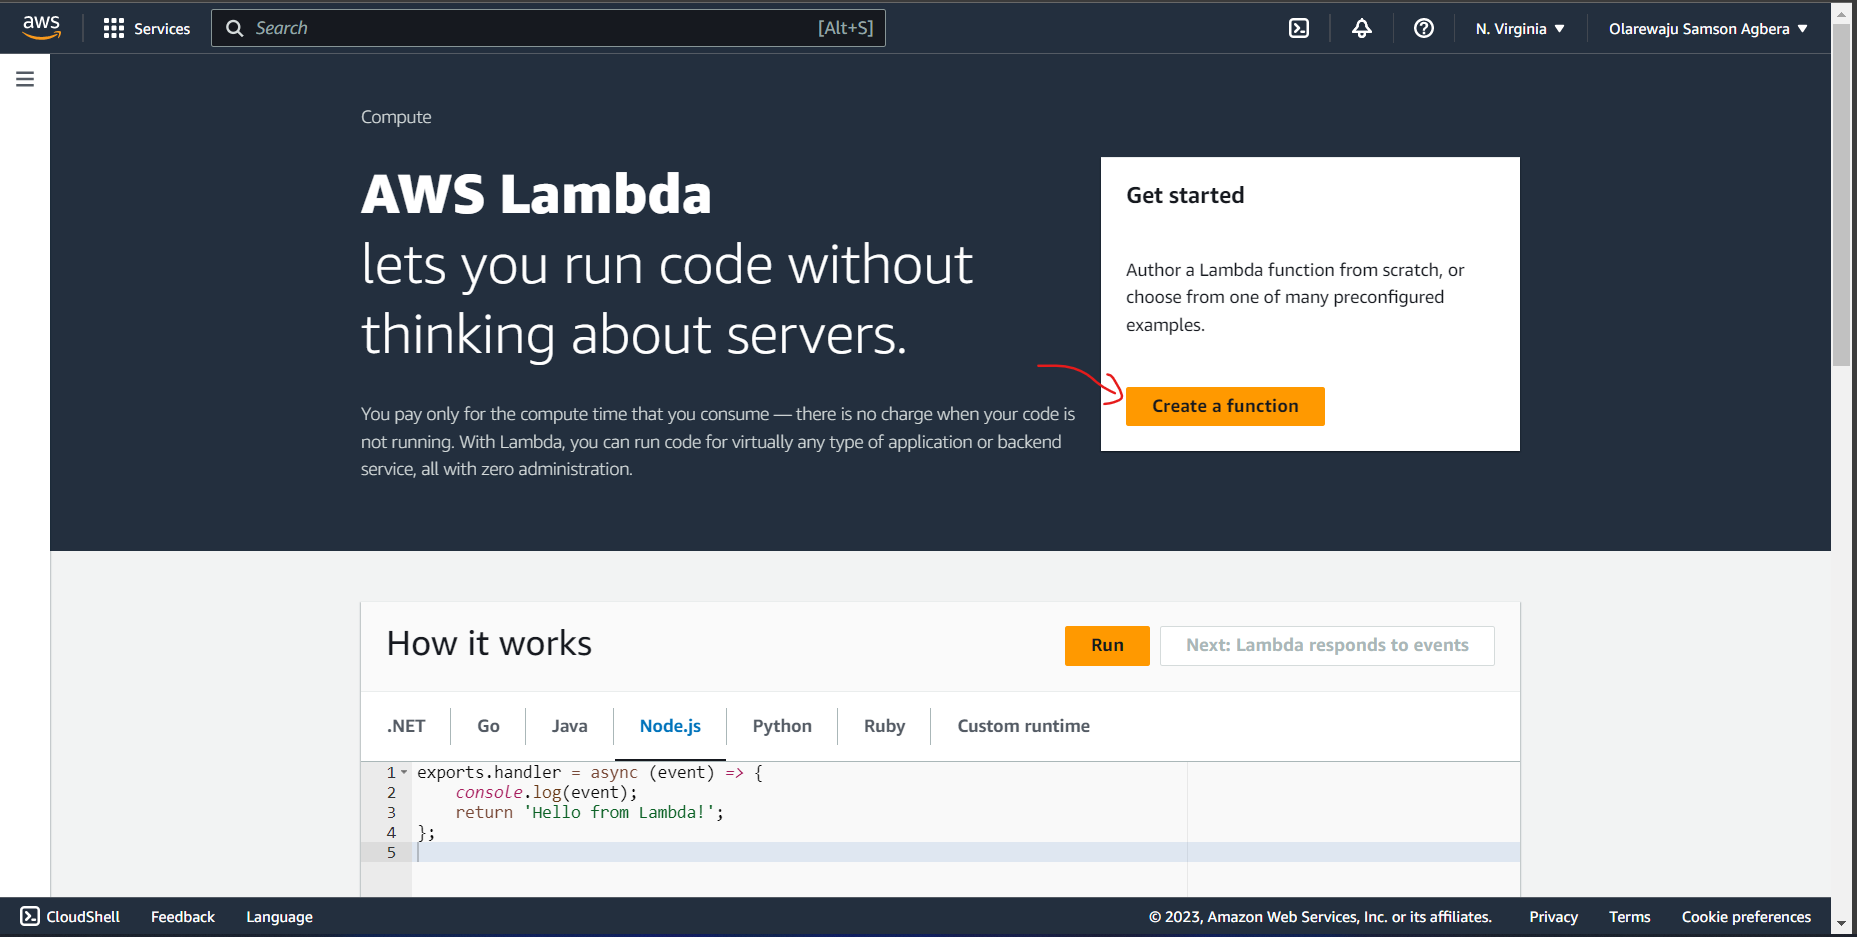 aws
Services
Search
[Alt+S]
N. Virginia
Olarewaju Samson Agbera
Compute
AWS Lambda
lets you run code without
thinking about servers.
You pay only for the compute time that you consume — there is no charge when your code is
not running. With Lambda, you can run code for virtually any type of application or backend
service, all with zero administration.
Get started
Author a Lambda function from scratch, or
choose from one of many preconfigured
examples.
Create a function
How it works
Run
Next: Lambda responds to events
.NET
Go
Java
Node.js
Python
Ruby
Custom runtime
1 exports.handler = async (event) => {
2     console.log(event);
3     return 'Hello from Lambda!';
4 };
5
CloudShell
Feedback
Language
© 2023, Amazon Web Services, Inc. or its affiliates.
Privacy
Terms
Cookie preferences